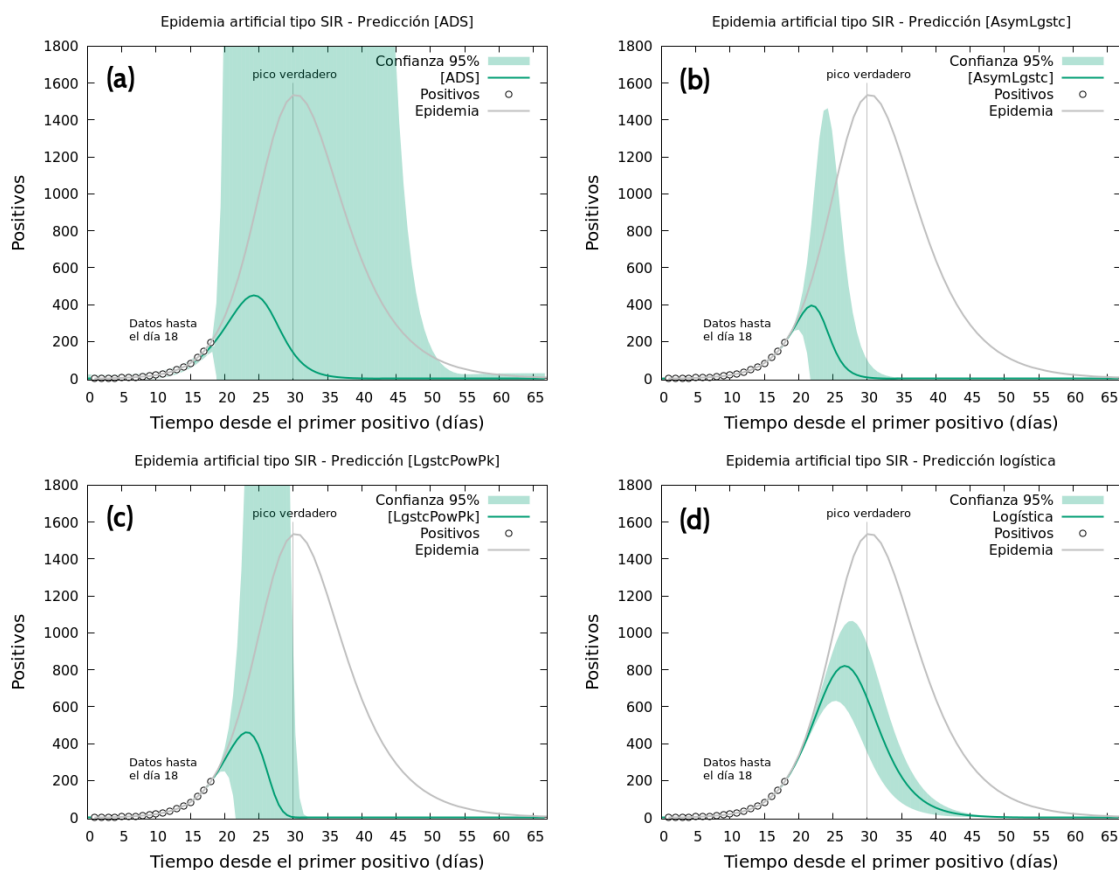 Epidemia artificial tipo SIR - Predicción [ADS]
(a)
Confianza 95%
[ADS]
Positivos
Epidemia
pico verdadero
Datos hasta
el día 18
Positivos
1800
1600
1400
1200
1000
800
600
400
200
0
0 5 10 15 20 25 30 35 40 45 50 55 60 65
Tiempo desde el primer positivo (días)
Epidemia artificial tipo SIR - Predicción [AsymLgstc]
(b)
Confianza 95%
[AsymLgstc]
Positivos
Epidemia
pico verdadero
Datos hasta
el día 18
Positivos
1800
1600
1400
1200
1000
800
600
400
200
0
0 5 10 15 20 25 30 35 40 45 50 55 60 65
Tiempo desde el primer positivo (días)
Epidemia artificial tipo SIR - Predicción [LgstcPowPk]
(c)
Confianza 95%
[LgstcPowPk]
Positivos
Epidemia
pico verdadero
Datos hasta
el día 18
Positivos
1800
1600
1400
1200
1000
800
600
400
200
0
0 5 10 15 20 25 30 35 40 45 50 55 60 65
Tiempo desde el primer positivo (días)
Epidemia artificial tipo SIR - Predicción logística
(d)
Confianza 95%
Logística
Positivos
Epidemia
pico verdadero
Datos hasta
el día 18
Positivos
1800
1600
1400
1200
1000
800
600
400
200
0
0 5 10 15 20 25 30 35 40 45 50 55 60 65
Tiempo desde el primer positivo (días)